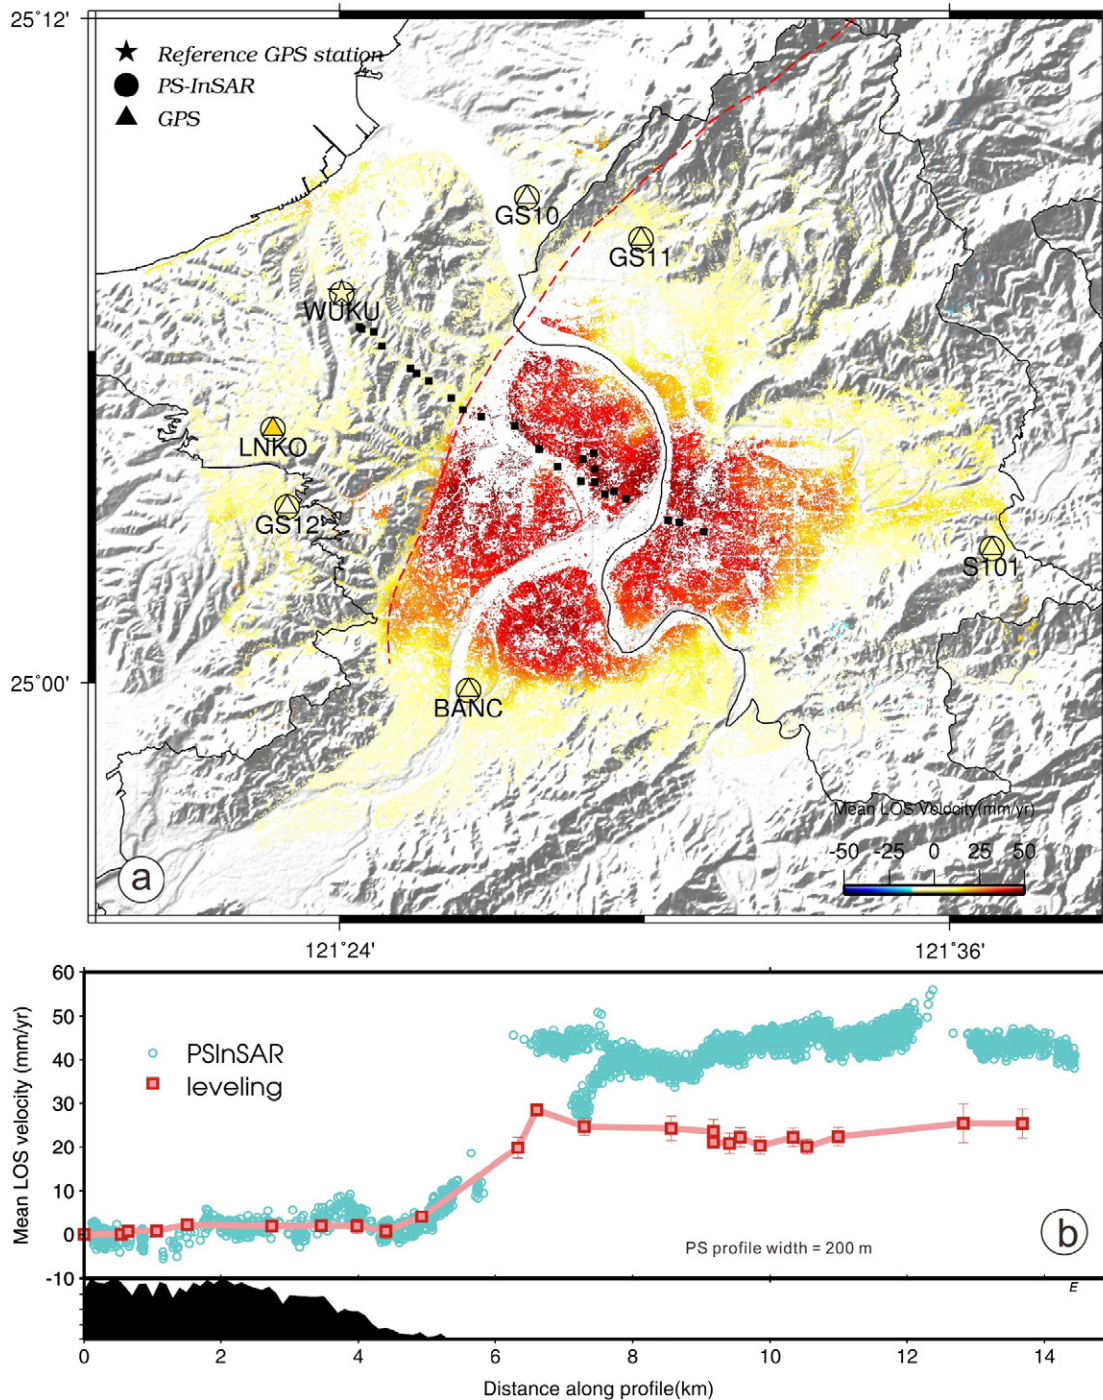 25°12'
Reference GPS station
PS-InSAR
GPS
GS10
GS11
WUKU
LNKO
GS12
S101
25°00'
BANC
Mean LOS Velocity(mm/yr)
-50 -25 0 25 50
a
121°24' 121°36'
60
50
40
30
20
10
0
-10
Mean LOS velocity (mm/yr)
PSInSAR
leveling
PS profile width = 200 m
b
E
0 2 4 6 8 10 12 14
Distance along profile(km)